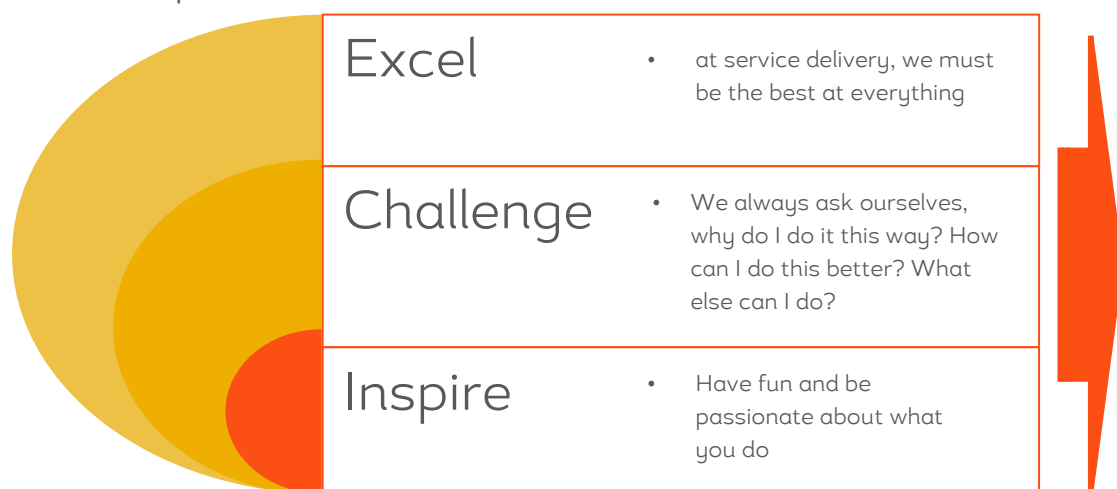 Excel
• at service delivery, we must
be the best at everything
Challenge
• We always ask ourselves,
why do I do it this way? How
can I do this better? What
else can I do?
Inspire
• Have fun and be
passionate about what
you do